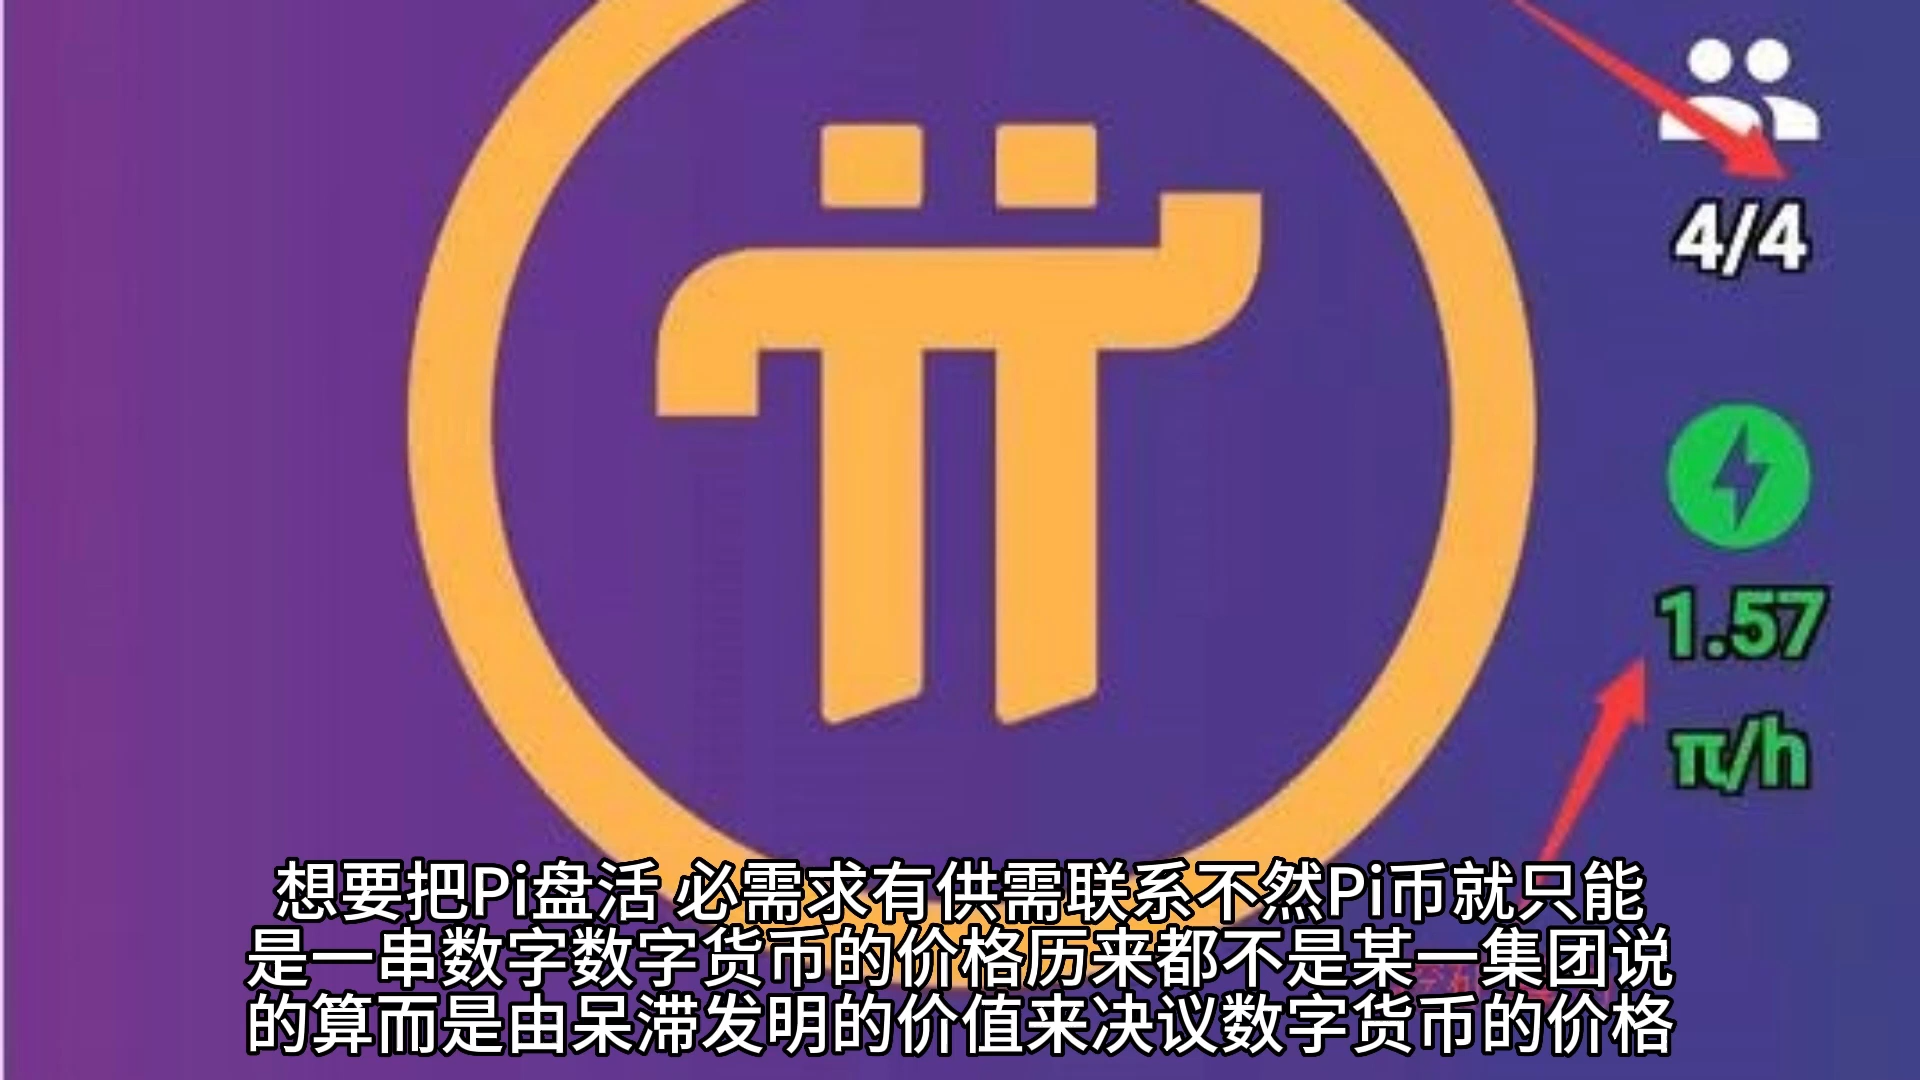 4/4
1.57
π/h
想要把Pi盘活 必需求有供需联系不然Pi币就只能
是一串数字数字货币的价格历来都不是某一集团说
的算而是由呆滞发明的价值来决议数字货币的价格